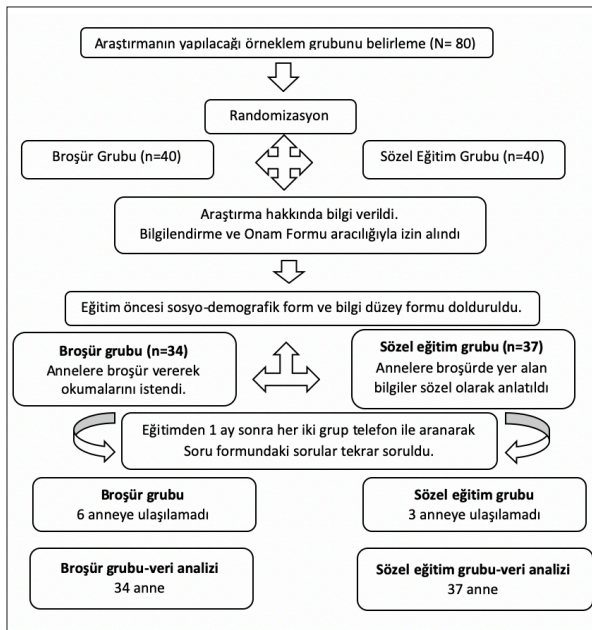 Araştırmanın yapılacağı örneklem grubunu belirleme (N= 80)
Randomizasyon
Broşür Grubu (n=40)
Sözel Eğitim Grubu (n=40)
Araştırma hakkında bilgi verildi.
Bilgilendirme ve Onam Formu aracılığıyla izin alındı
Eğitim öncesi sosyo-demografik form ve bilgi düzey formu dolduruldu.
Broşür grubu (n=34)
Annelere broşür vererek
okumalarını istendi.
Sözel eğitim grubu (n=37)
Annelere broşürde yer alan
bilgiler sözel olarak anlatıldı
Eğitimden 1 ay sonra her iki grup telefon ile aranarak
Soru formundaki sorular tekrar soruldu.
Broşür grubu
6 anneye ulaşılamadı
Sözel eğitim grubu
3 anneye ulaşılamadı
Broşür grubu-veri analizi
34 anne
Sözel eğitim grubu-veri analizi
37 anne